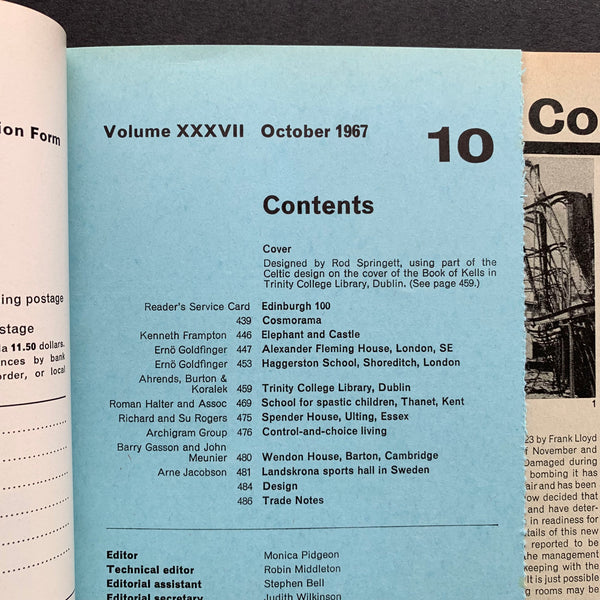 ion Form
ing postage
stage
la 11.50 dollars.
nces by bank
order, or local
Volume XXXVII October 1967
10
Contents
Cover
Designed by Rod Springett, using part of the
Celtic design on the cover of the Book of Kells in
Trinity College Library, Dublin. (See page 459.)
Reader's Service Card Edinburgh 100
439 Cosmorama
Kenneth Frampton 446 Elephant and Castle
Ernö Goldfinger 447 Alexander Fleming House, London, SE
Ernö Goldfinger 453 Haggerston School, Shoreditch, London
Ahrends, Burton &
Koralek 459 Trinity College Library, Dublin
Roman Halter and Assoc 469 School for spastic children, Thanet, Kent
Richard and Su Rogers 475 Spender House, Ulting, Essex
Archigram Group 476 Control-and-choice living
Barry Gasson and John
Meunier 480 Wendon House, Barton, Cambridge
Arne Jacobson 481 Landskrona sports hall in Sweden
484 Design
486 Trade Notes
Editor Monica Pidgeon
Technical editor Robin Middleton
Editorial assistant Stephen Bell
Editorial secretary Judith Wilkinson
Co
1
23 by Frank Lloyd
f November and
Damaged during
bombing it has
air and has been
ow decided that
and have deter-
in readiness for
tails of this new
reported to be
the management
keeping with the
It is just possible
g rooms may be